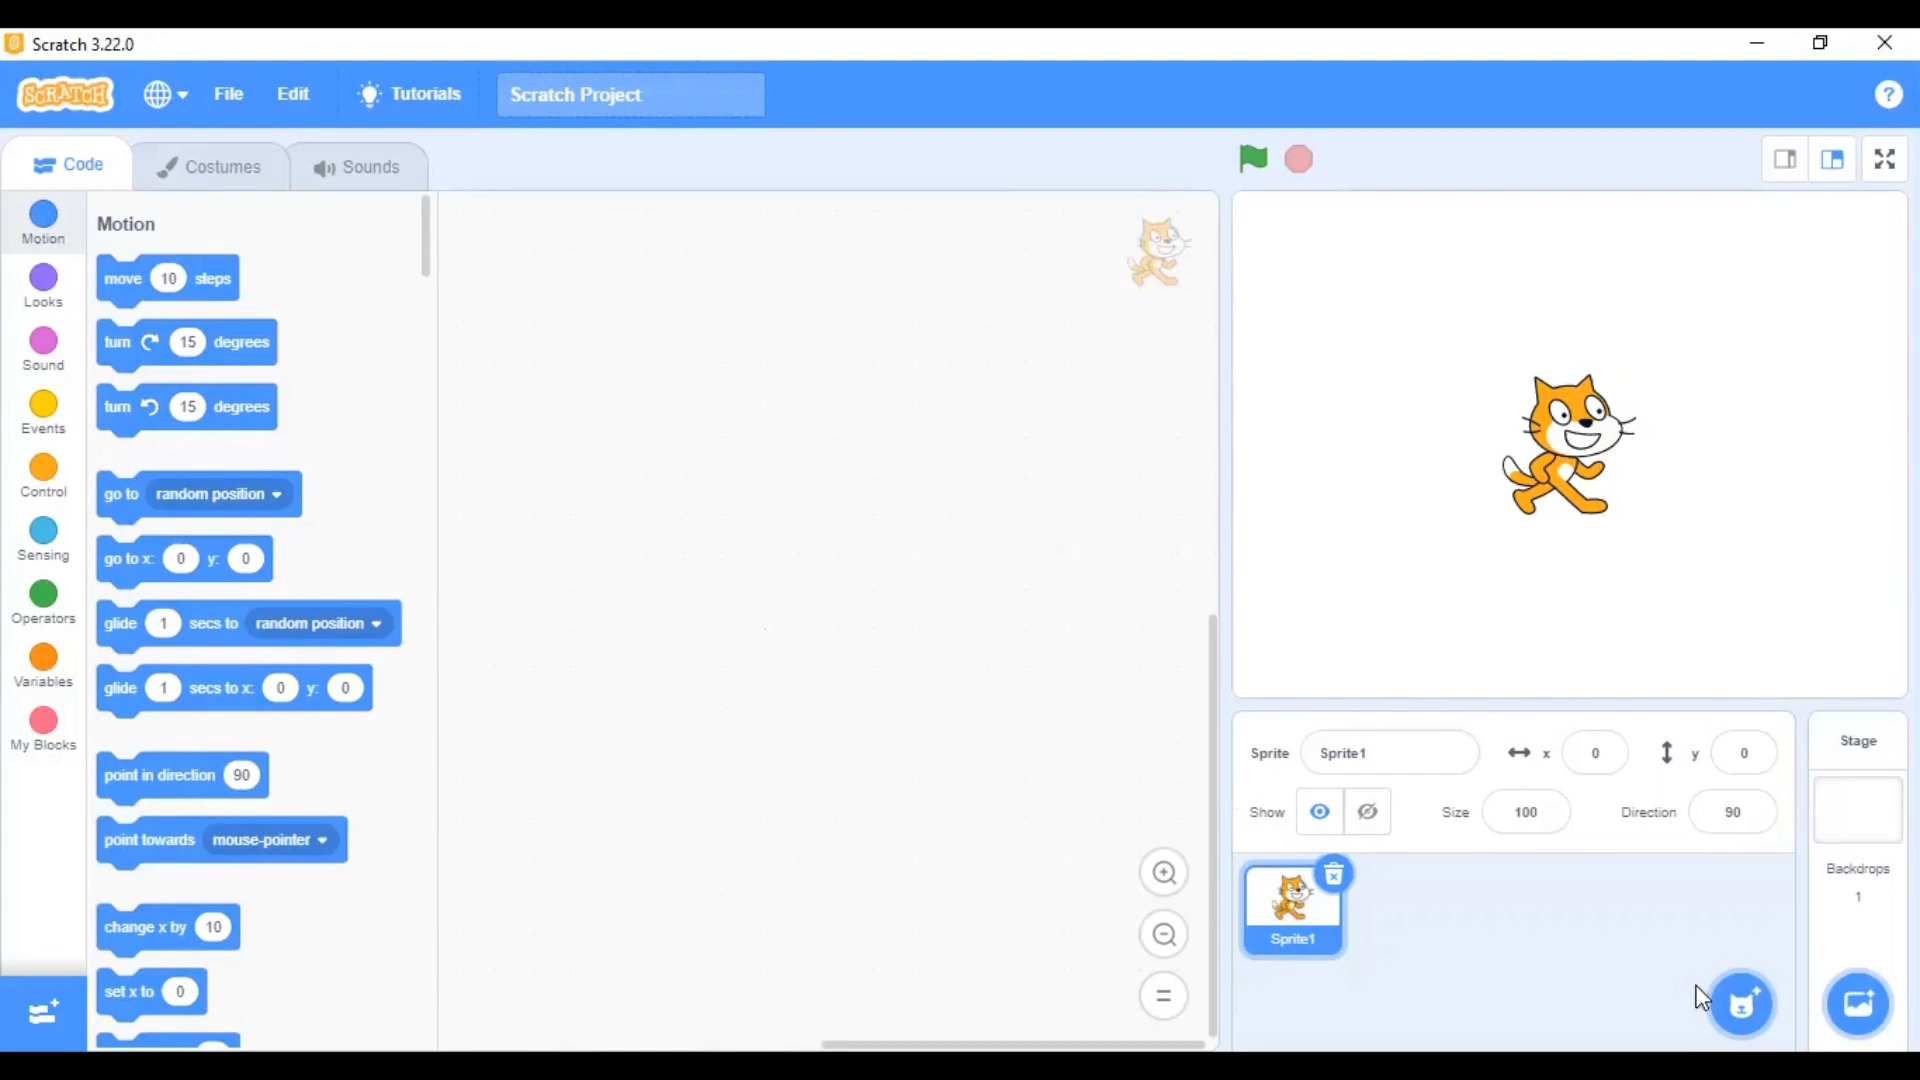 Scratch 3.22.0
SCRATCH
File
Edit
Tutorials
Scratch Project
?
Code
Costumes
Sounds
Motion
Looks
Sound
Events
Control
Sensing
Operators
Variables
My Blocks
Motion
move 10 steps
turn 15 degrees
turn 15 degrees
go to random position
go to x: 0 y: 0
glide 1 secs to random position
glide 1 secs to x: 0 y: 0
point in direction 90
point towards mouse-pointer
change x by 10
set x to 0
Sprite Sprite1 x 0 y 0
Show Size 100 Direction 90
Sprite1
Stage
Backdrops
1